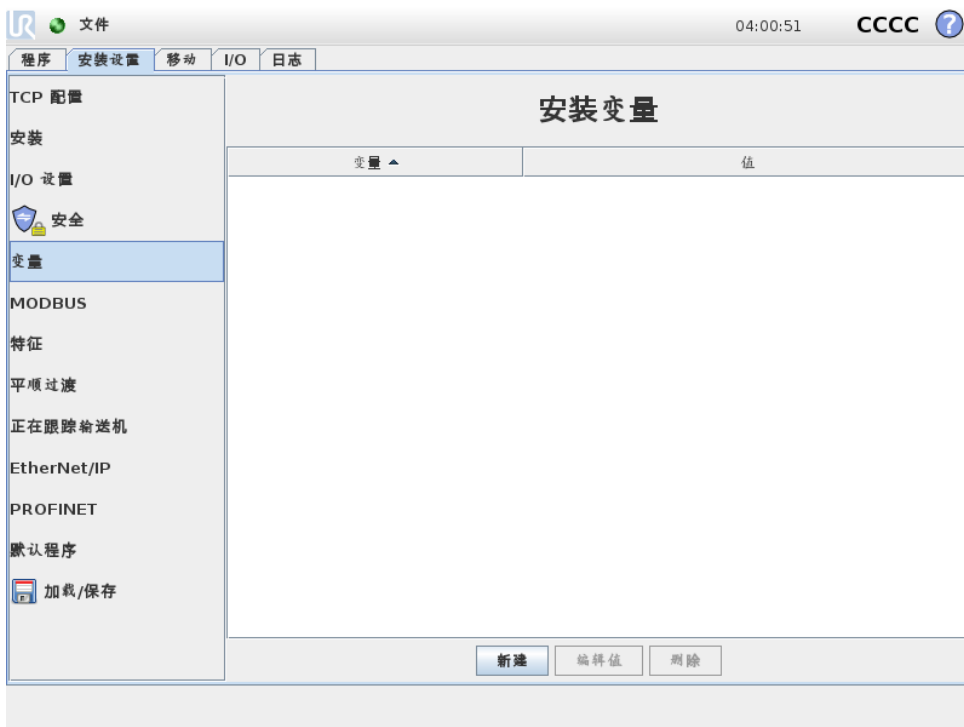 UR 文件 04:00:51 CCCC ?
程序 安装设置 移动 I/O 日志
TCP 配置
安装
I/O 设置
安全
变量
MODBUS
特征
平顺过渡
正在跟踪输送机
EtherNet/IP
PROFINET
默认程序
加载/保存
安装变量
变量 值
新建 编辑值 删除